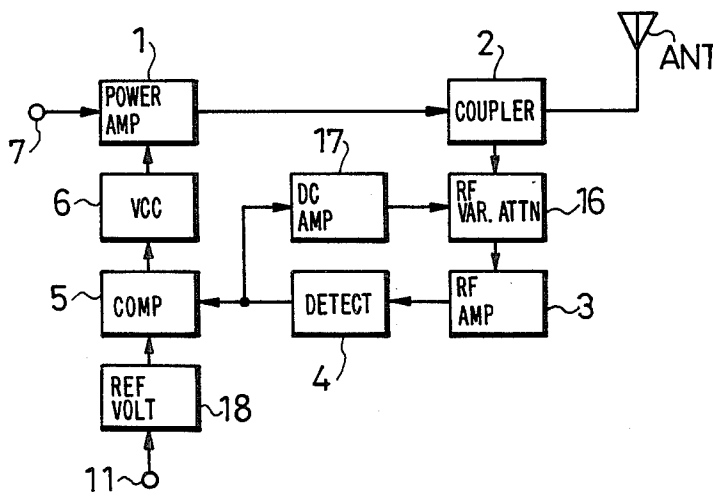 1
POWER
AMP
7
2
COUPLER
ANT
17
DC
AMP
RF
VAR. ATTN
16
6
VCC
5
COMP
DETECT
4
RF
AMP
3
REF
VOLT
18
11